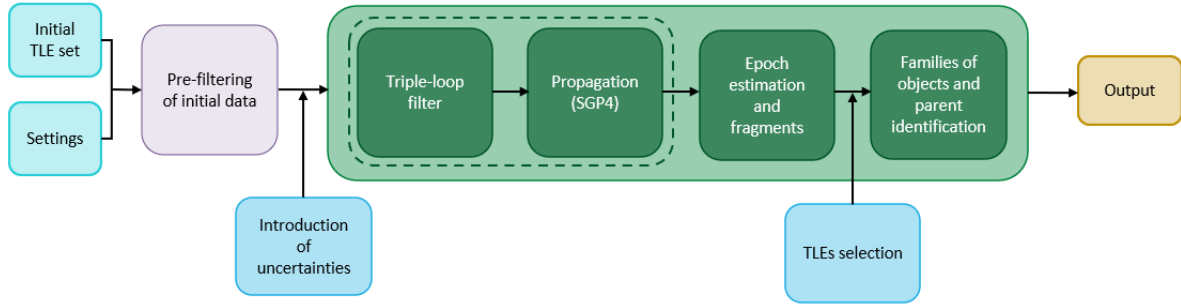 Initial
TLE set
Settings
Pre-filtering
of initial data
Introduction
of
uncertainties
Triple-loop
filter
Propagation
(SGP4)
Epoch
estimation
and
fragments
TLEs selection
Families of
objects and
parent
identification
Output